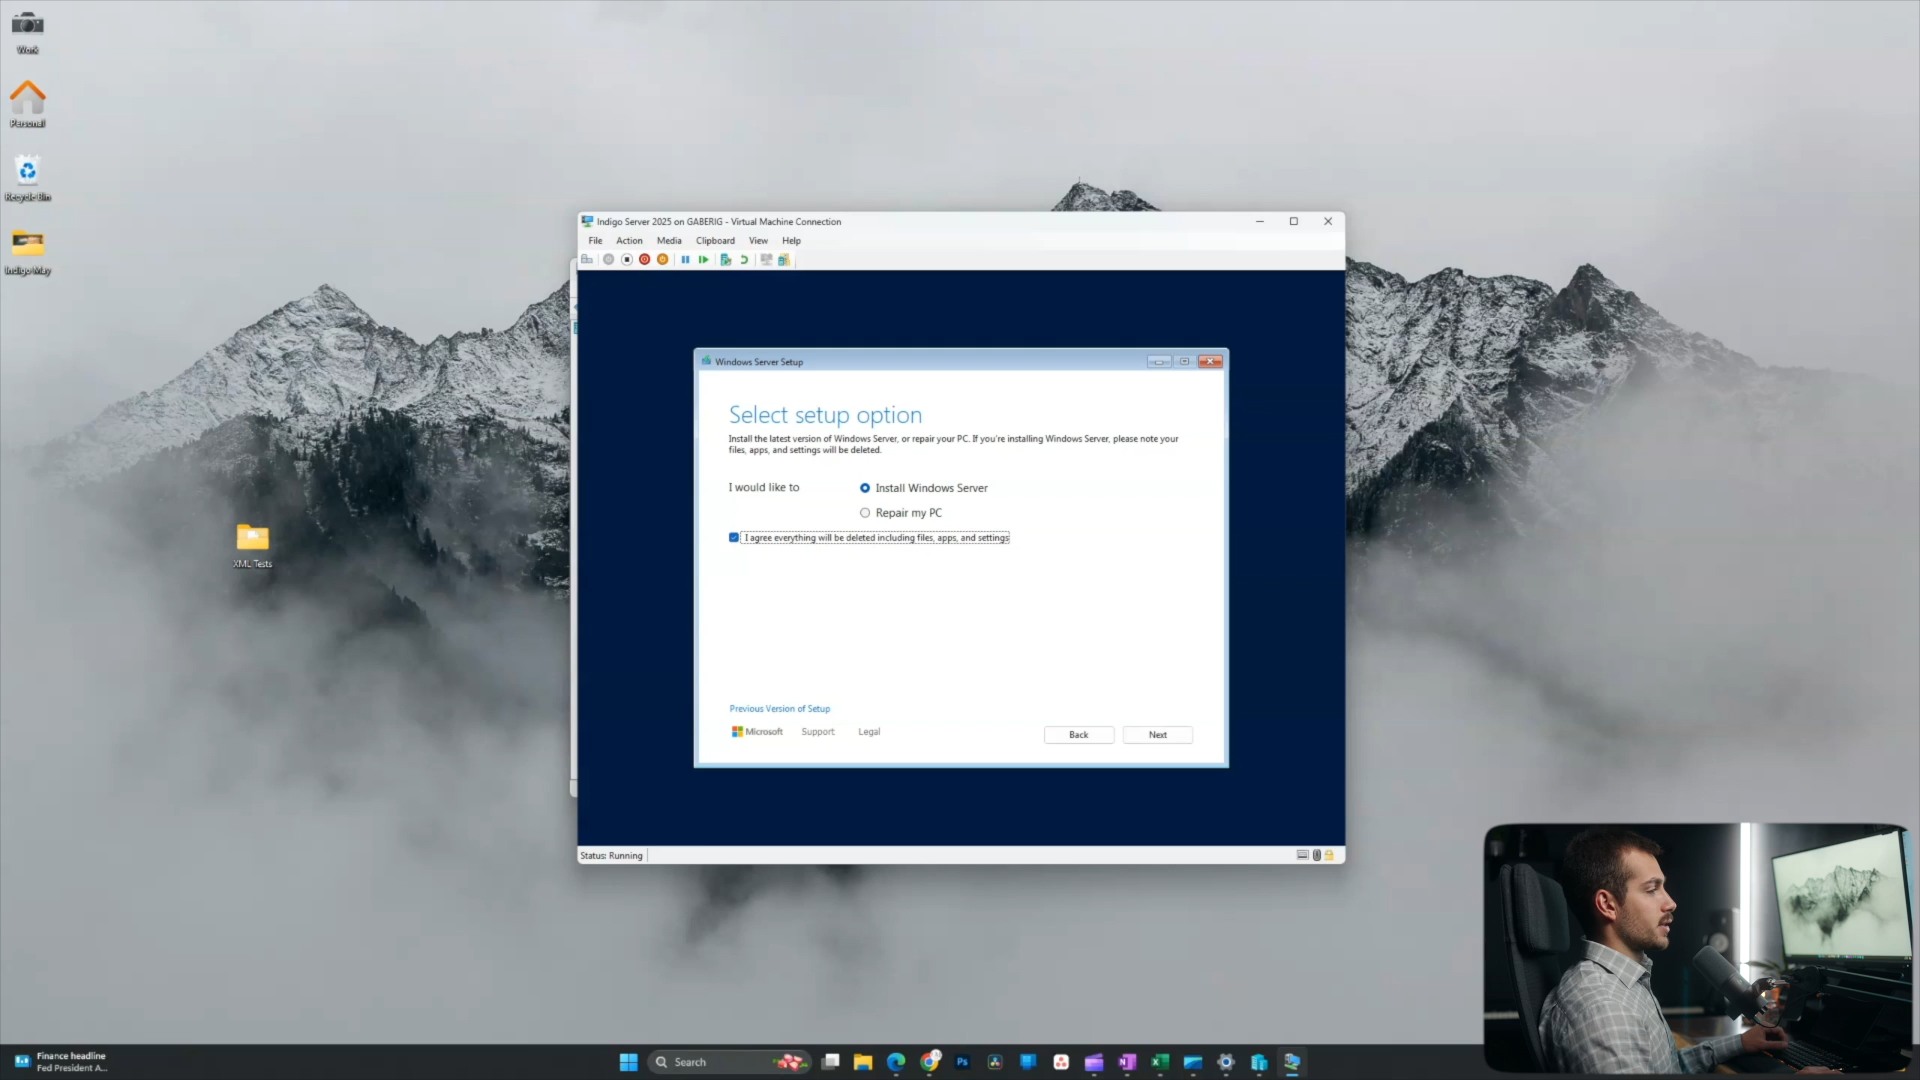 Work
Personal
Recycle Bin
Indigo May
XML Tests
Indigo Server 2025 on GABERIG - Virtual Machine Connection
File Action Media Clipboard View Help
Windows Server Setup
Select setup option
Install the latest version of Windows Server, or repair your PC. If you're installing Windows Server, please note your
files, apps, and settings will be deleted.
I would like to
Install Windows Server
Repair my PC
I agree everything will be deleted including files, apps, and settings
Previous Version of Setup
Microsoft Support Legal
Back Next
Status: Running
Finance headline
Fed President A...
Search
Ps